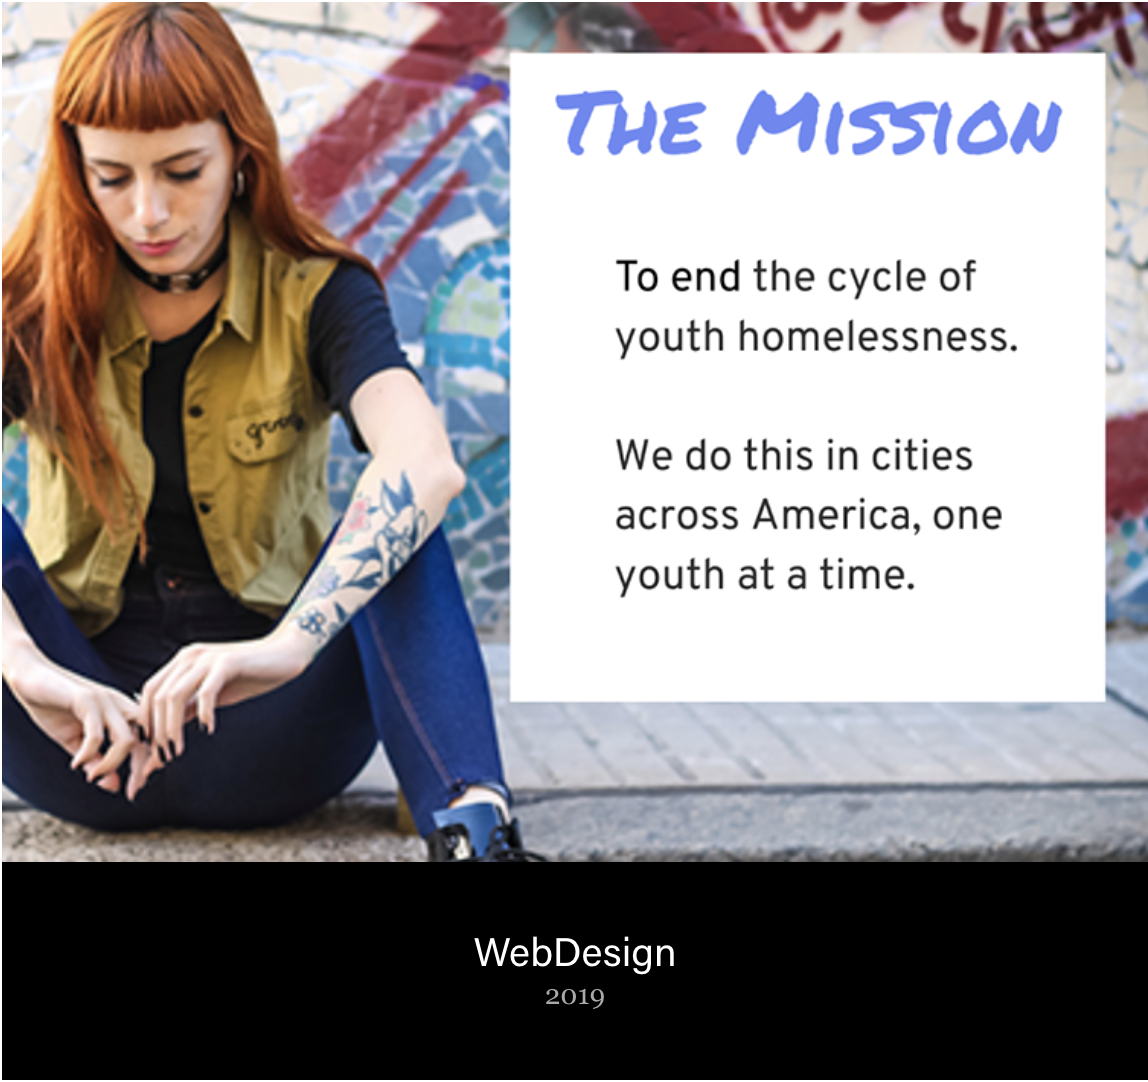 The Mission
To end the cycle of
youth homelessness.
We do this in cities
across America, one
youth at a time.
WebDesign
2019